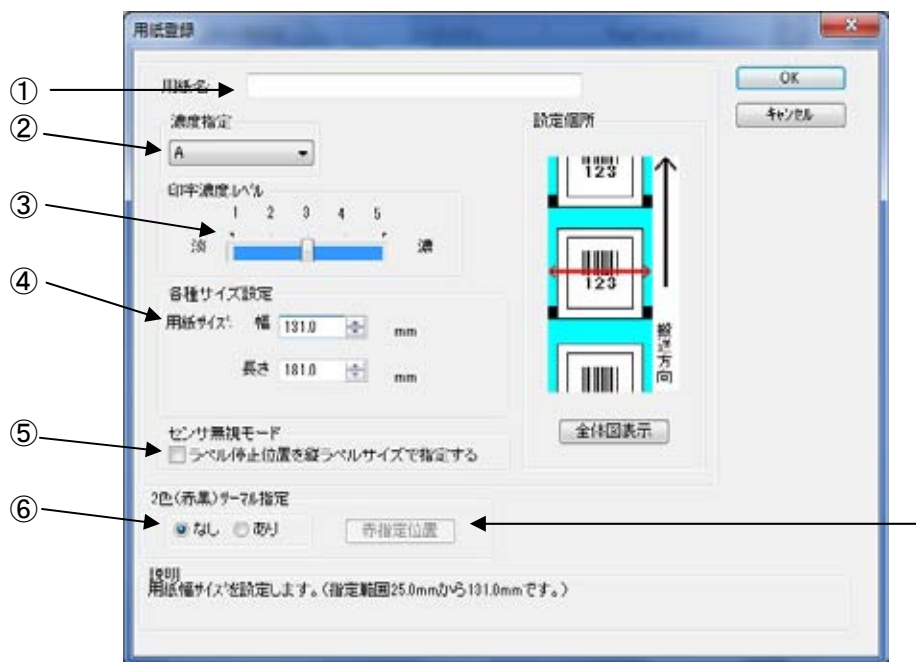 用紙登録
① 用紙名: OK
② 濃度指定 設定個所 キャンセル
A
123
印字濃度レベル
③ 1 2 3 4 5
淡 濃
123
④ 各種サイズ設定
用紙サイズ: 幅 131.0 mm
長さ 181.0 mm
搬送方向
⑤ センサ無視モード 全体図表示
ラベル停止位置を縦ラベルサイズで指定する
2色(赤黒)サーマル指定
⑥ なし あり 赤指定位置
説明
用紙幅サイズを設定します。(指定範囲25.0mmから131.0mmです。)